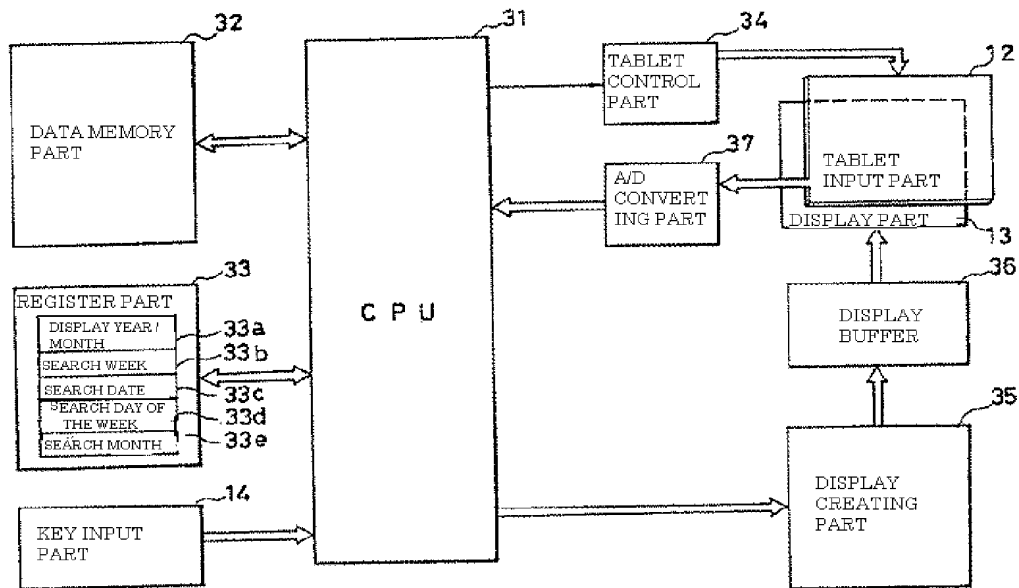 32
DATA MEMORY
PART
33
REGISTER PART
DISPLAY YEAR /
MONTH
33a
SEARCH WEEK
33b
SEARCH DATE
33c
SEARCH DAY OF
THE WEEK
33d
SEARCH MONTH
33e
14
KEY INPUT
PART
31
CPU
34
TABLET
CONTROL
PART
37
A/D
CONVERT
ING PART
12
TABLET
INPUT PART
DISPLAY PART
13
36
DISPLAY
BUFFER
35
DISPLAY
CREATING
PART